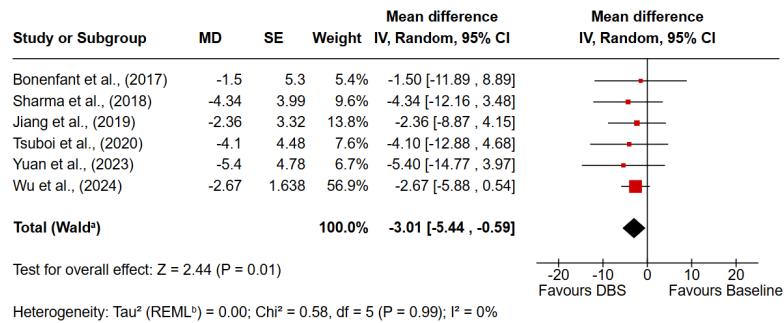 Mean difference Mean difference
Study or Subgroup MD SE Weight IV, Random, 95% CI IV, Random, 95% CI
Bonenfant et al., (2017) -1.5 5.3 5.4% -1.50 [-11.89 , 8.89]
Sharma et al., (2018) -4.34 3.99 9.6% -4.34 [-12.16 , 3.48]
Jiang et al., (2019) -2.36 3.32 13.8% -2.36 [-8.87 , 4.15]
Tsuboi et al., (2020) -4.1 4.48 7.6% -4.10 [-12.88 , 4.68]
Yuan et al., (2023) -5.4 4.78 6.7% -5.40 [-14.77 , 3.97]
Wu et al., (2024) -2.67 1.638 56.9% -2.67 [-5.88 , 0.54]
Total (Waldᵃ) 100.0% -3.01 [-5.44 , -0.59]
Test for overall effect: Z = 2.44 (P = 0.01)
-20 -10 0 10 20
Favours DBS Favours Baseline
Heterogeneity: Tau² (REMLᵇ) = 0.00; Chi² = 0.58, df = 5 (P = 0.99); I² = 0%